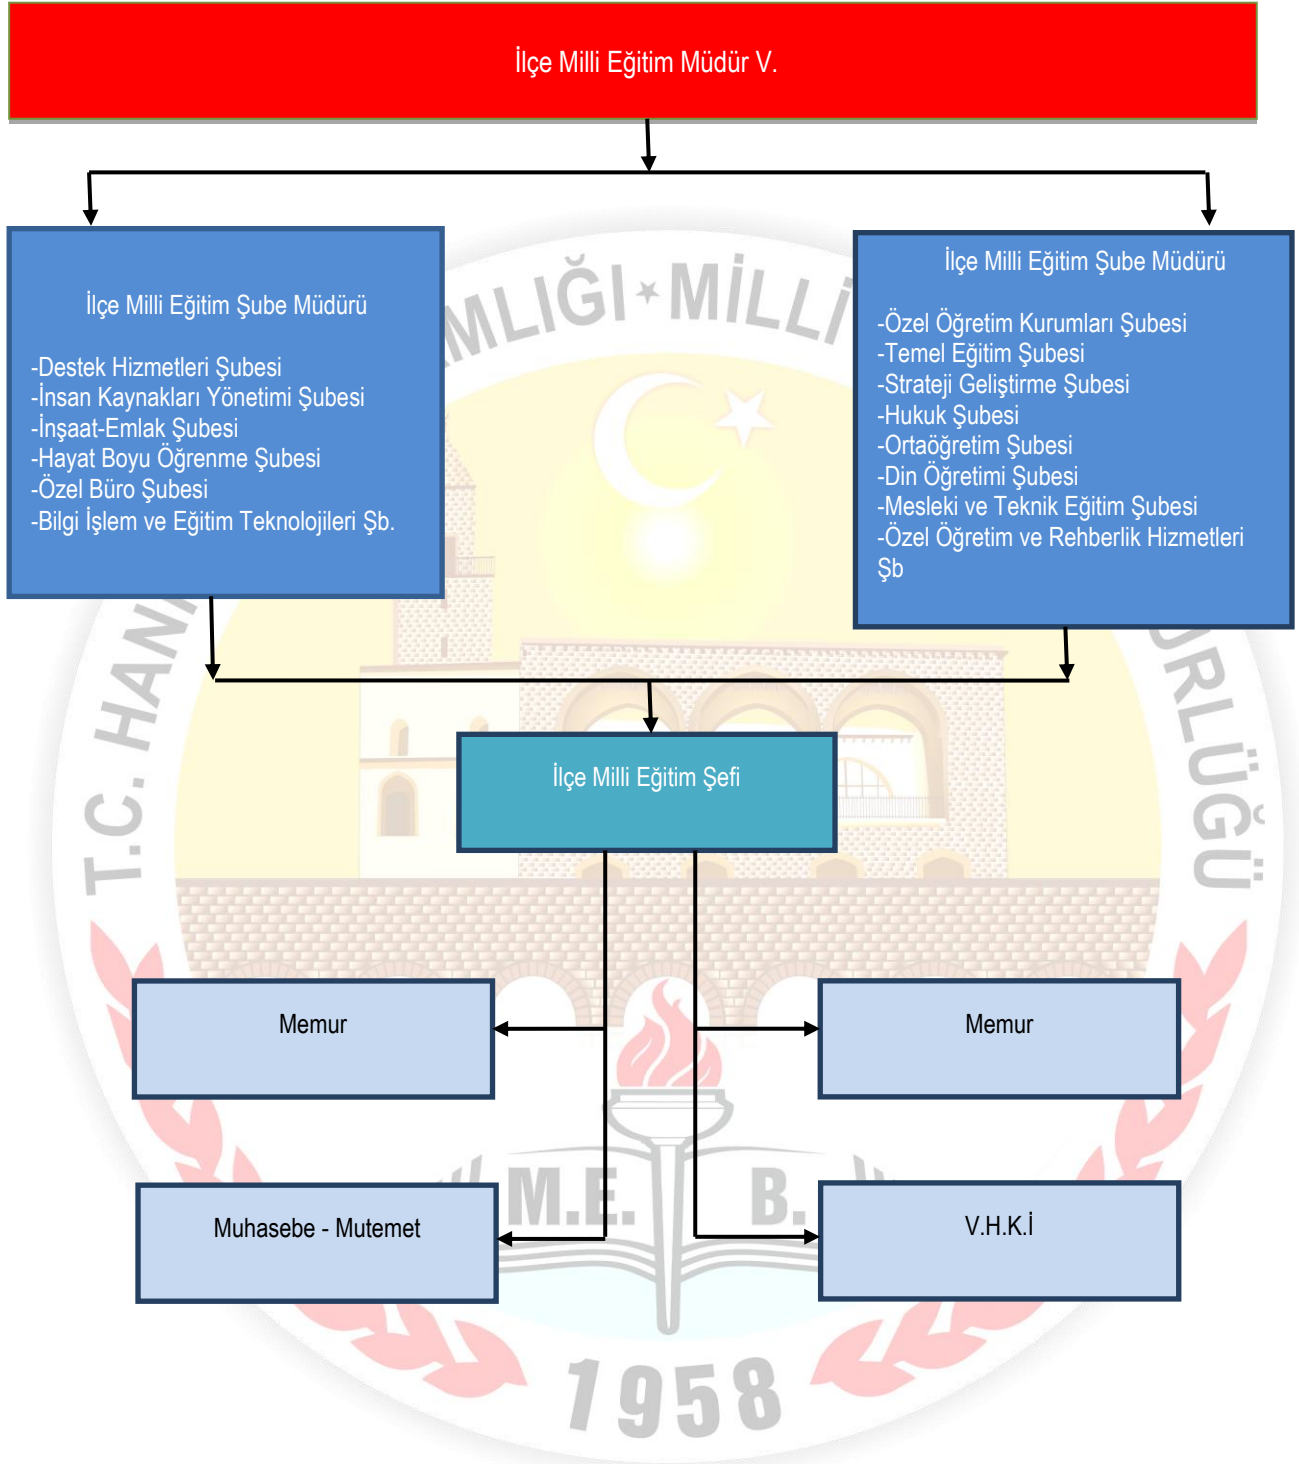 İlçe Milli Eğitim Müdür V.
İlçe Milli Eğitim Şube Müdürü
-Destek Hizmetleri Şubesi
-İnsan Kaynakları Yönetimi Şubesi
-İnşaat-Emlak Şubesi
-Hayat Boyu Öğrenme Şubesi
-Özel Büro Şubesi
-Bilgi İşlem ve Eğitim Teknolojileri Şb.
İlçe Milli Eğitim Şube Müdürü
-Özel Öğretim Kurumları Şubesi
-Temel Eğitim Şubesi
-Strateji Geliştirme Şubesi
-Hukuk Şubesi
-Ortaöğretim Şubesi
-Din Öğretimi Şubesi
-Mesleki ve Teknik Eğitim Şubesi
-Özel Öğretim ve Rehberlik Hizmetleri
Şb
İlçe Milli Eğitim Şefi
Memur
Memur
Muhasebe - Mutemet
V.H.K.İ
T.C.
MİLLİ
M.E. B.
1958